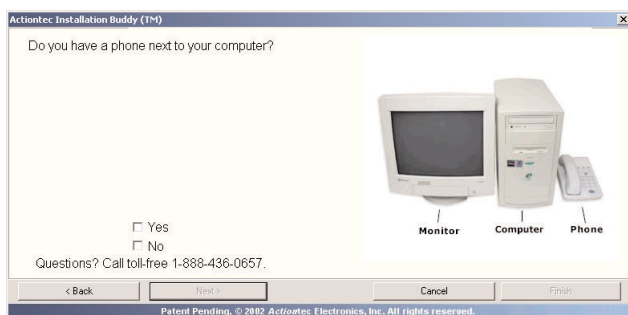 Actiontec Installation Buddy (TM)
Do you have a phone next to your computer?
Monitor Computer Phone
Yes
No
Questions? Call toll-free 1-888-436-0657.
< Back Next > Cancel Finish
Patent Pending, © 2002 Actiontec Electronics, Inc. All rights reserved.